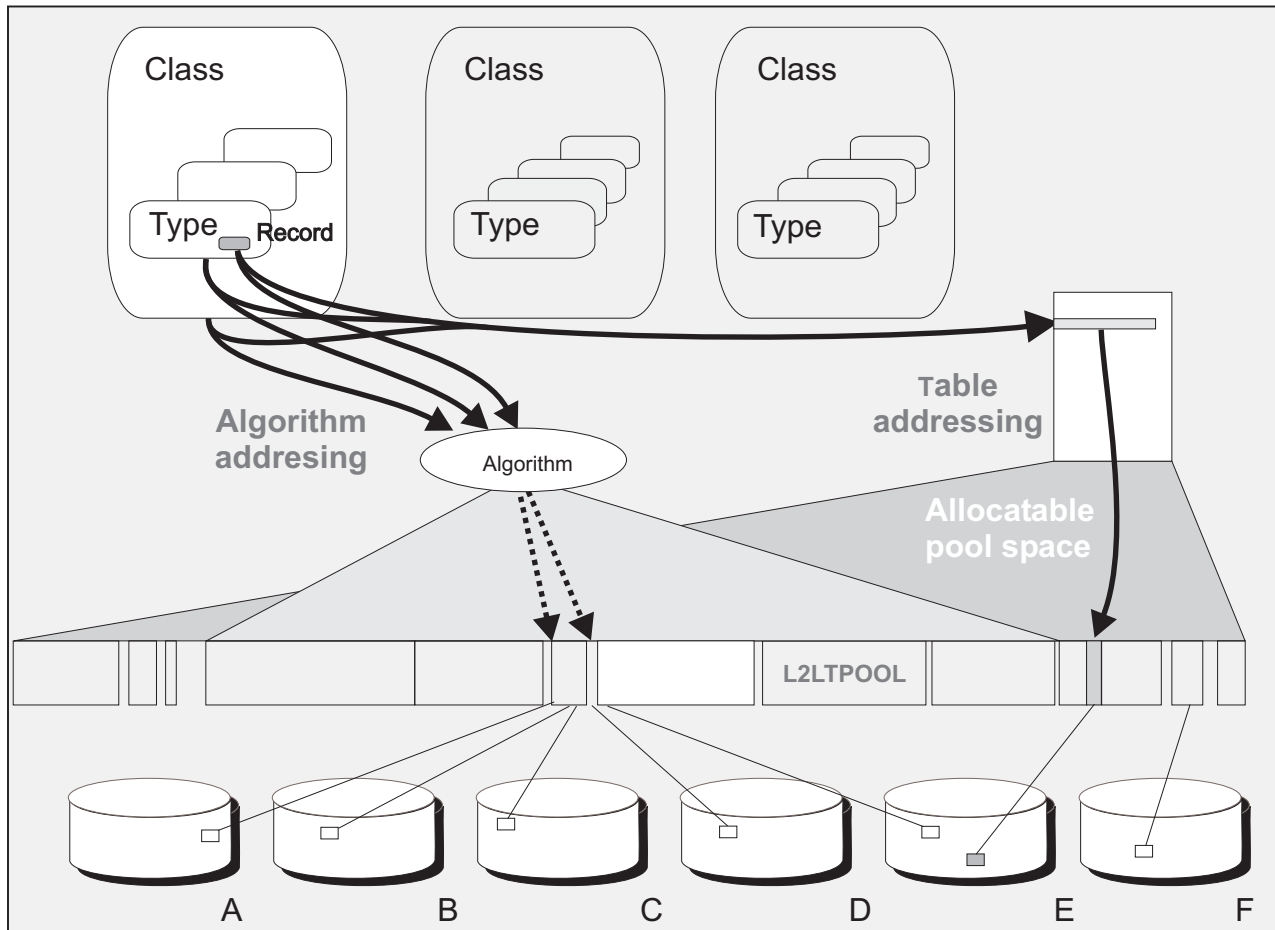 Class
Class
Class
Type
Record
Type
Type
Algorithm
addresing
Table
addressing
Algorithm
Allocatable
pool space
L2LTPOOL
A
B
C
D
E
F